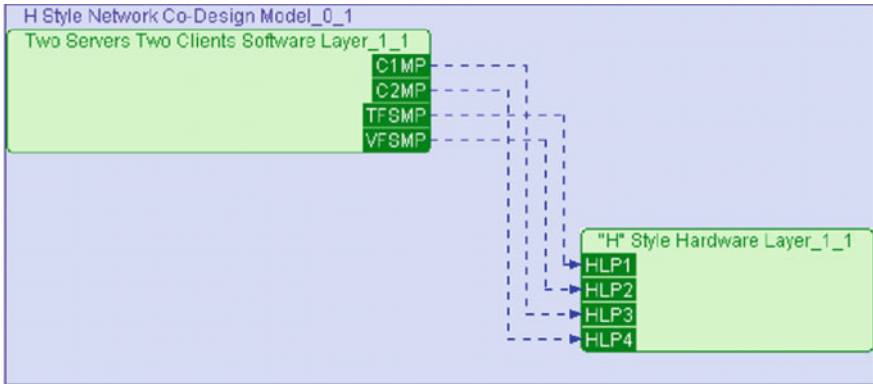 H Style Network Co-Design Model_0_1
Two Servers Two Clients Software Layer_1_1
C1MP
C2MP
TFSMP
VFSMP
"H" Style Hardware Layer_1_1
HLP1
HLP2
HLP3
HLP4